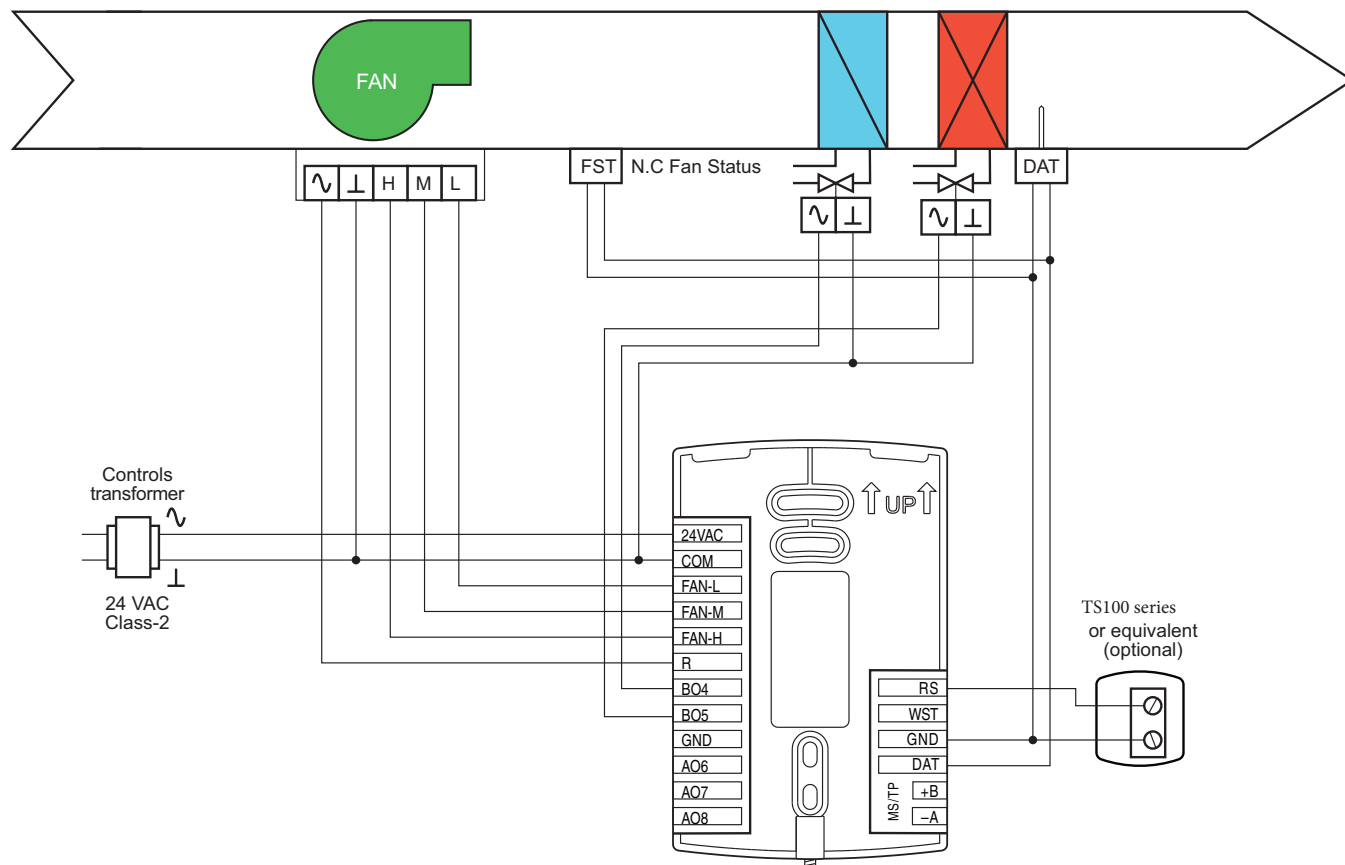 FAN
H M L
FST N.C Fan Status
DAT
Controls
transformer
24 VAC
Class-2
UP
24VAC
COM
FAN-L
FAN-M
FAN-H
R
BO4
BO5
GND
AO6
AO7
AO8
RS
WST
GND
DAT
MS/TP
+B
–A
TS100 series
or equivalent
(optional)